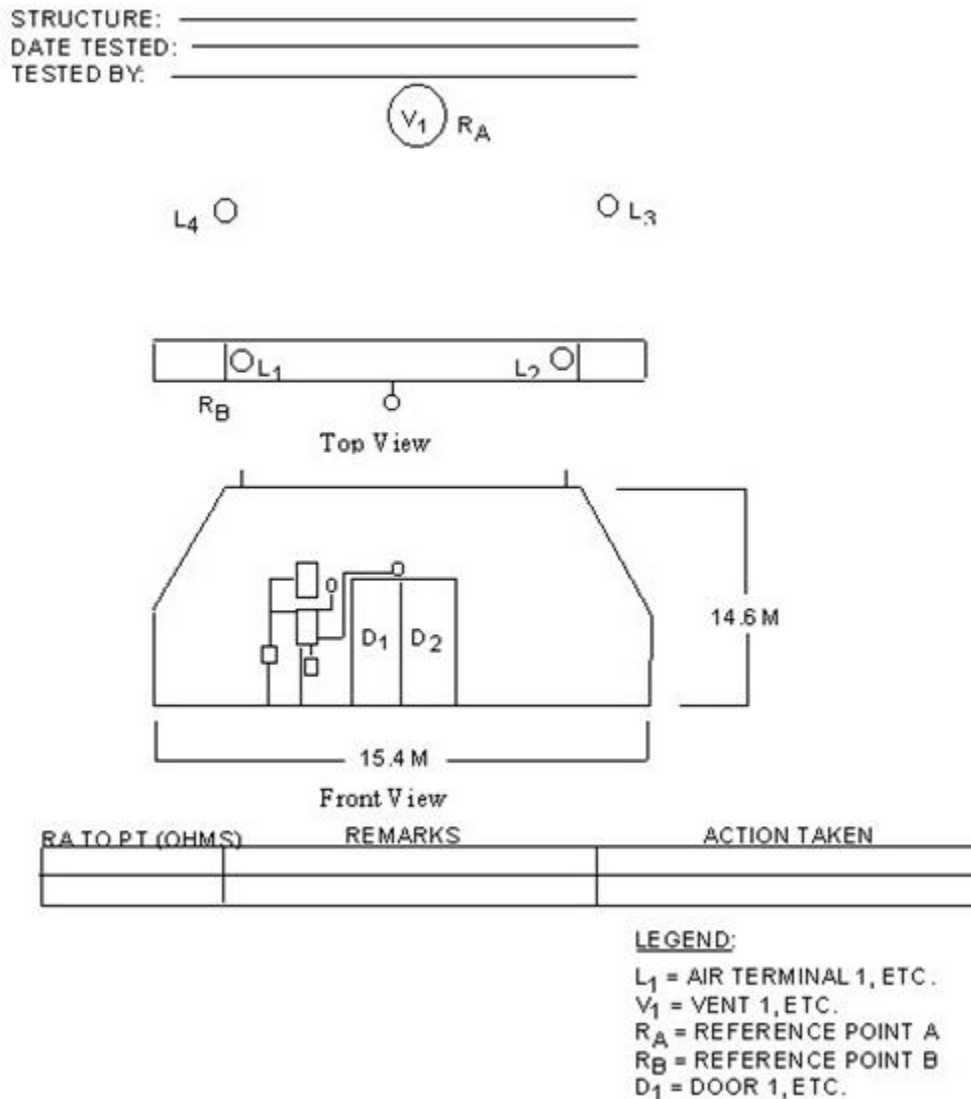 STRUCTURE:
DATE TESTED:
TESTED BY:
V1 RA
L4 L3
L1 L2
RB
Top View
14.6 M
D1 D2
15.4 M
Front View
RA TO PT (OHMS) REMARKS ACTION TAKEN
LEGEND:
L1 = AIR TERMINAL 1, ETC.
V1 = VENT 1, ETC.
RA = REFERENCE POINT A
RB = REFERENCE POINT B
D1 = DOOR 1, ETC.